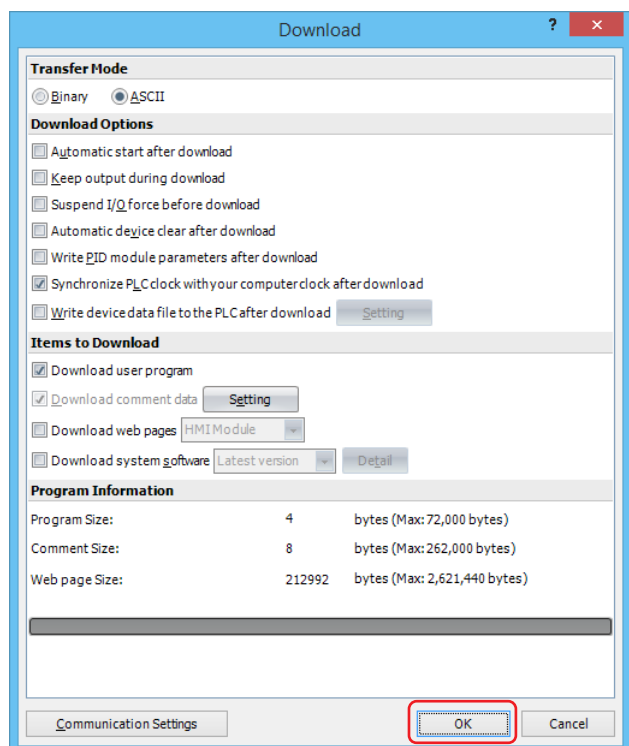 Download
? ×
Transfer Mode
Binary ASCII
Download Options
Automatic start after download
Keep output during download
Suspend I/O force before download
Automatic device clear after download
Write PID module parameters after download
Synchronize PLC clock with your computer clock after download
Write device data file to the PLC after download Setting
Items to Download
Download user program
Download comment data Setting
Download web pages HMI Module
Download system software Latest version Detail
Program Information
Program Size: 4 bytes (Max: 72,000 bytes)
Comment Size: 8 bytes (Max: 262,000 bytes)
Web page Size: 212992 bytes (Max: 2,621,440 bytes)
Communication Settings OK Cancel